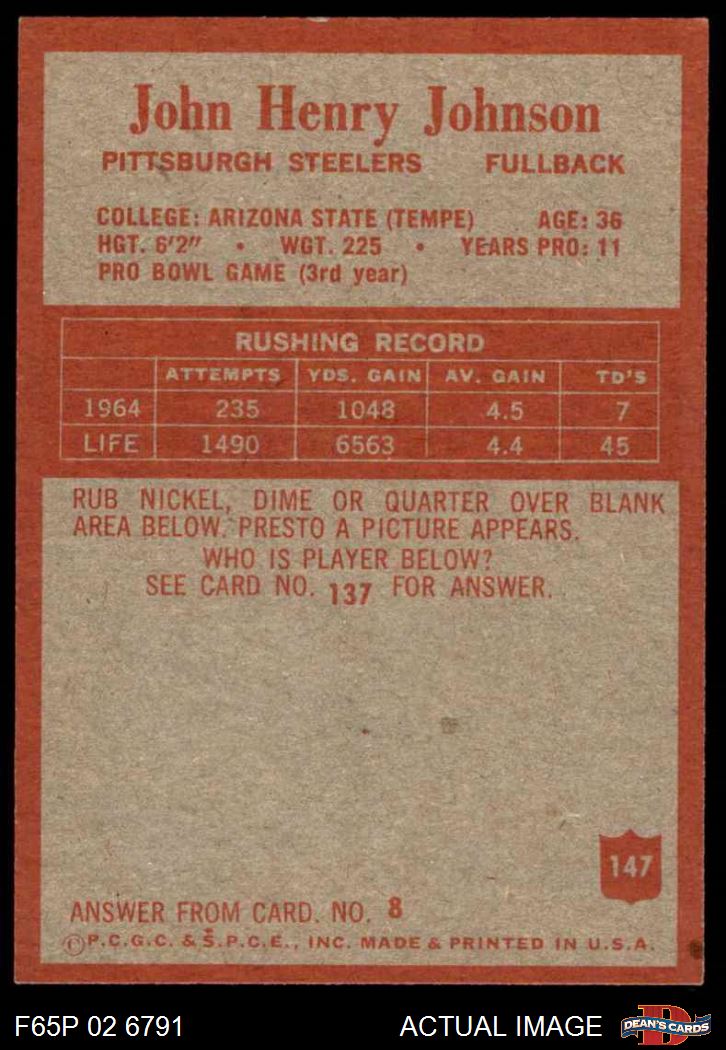 John Henry Johnson
PITTSBURGH STEELERS FULLBACK
COLLEGE: ARIZONA STATE (TEMPE) AGE: 36
HGT. 6'2" • WGT. 225 • YEARS PRO: 11
PRO BOWL GAME (3rd year)
RUSHING RECORD
ATTEMPTS YDS. GAIN AV. GAIN TD'S
1964 235 1048 4.5 7
LIFE 1490 6563 4.4 45
RUB NICKEL, DIME OR QUARTER OVER BLANK
AREA BELOW. PRESTO A PICTURE APPEARS.
WHO IS PLAYER BELOW?
SEE CARD NO. 137 FOR ANSWER.
147
ANSWER FROM CARD. NO. 8
©P.C.G.C. & S.P.C.E., INC. MADE & PRINTED IN U.S.A.
F65P 02 6791 ACTUAL IMAGE
D
DEAN'S CARDS